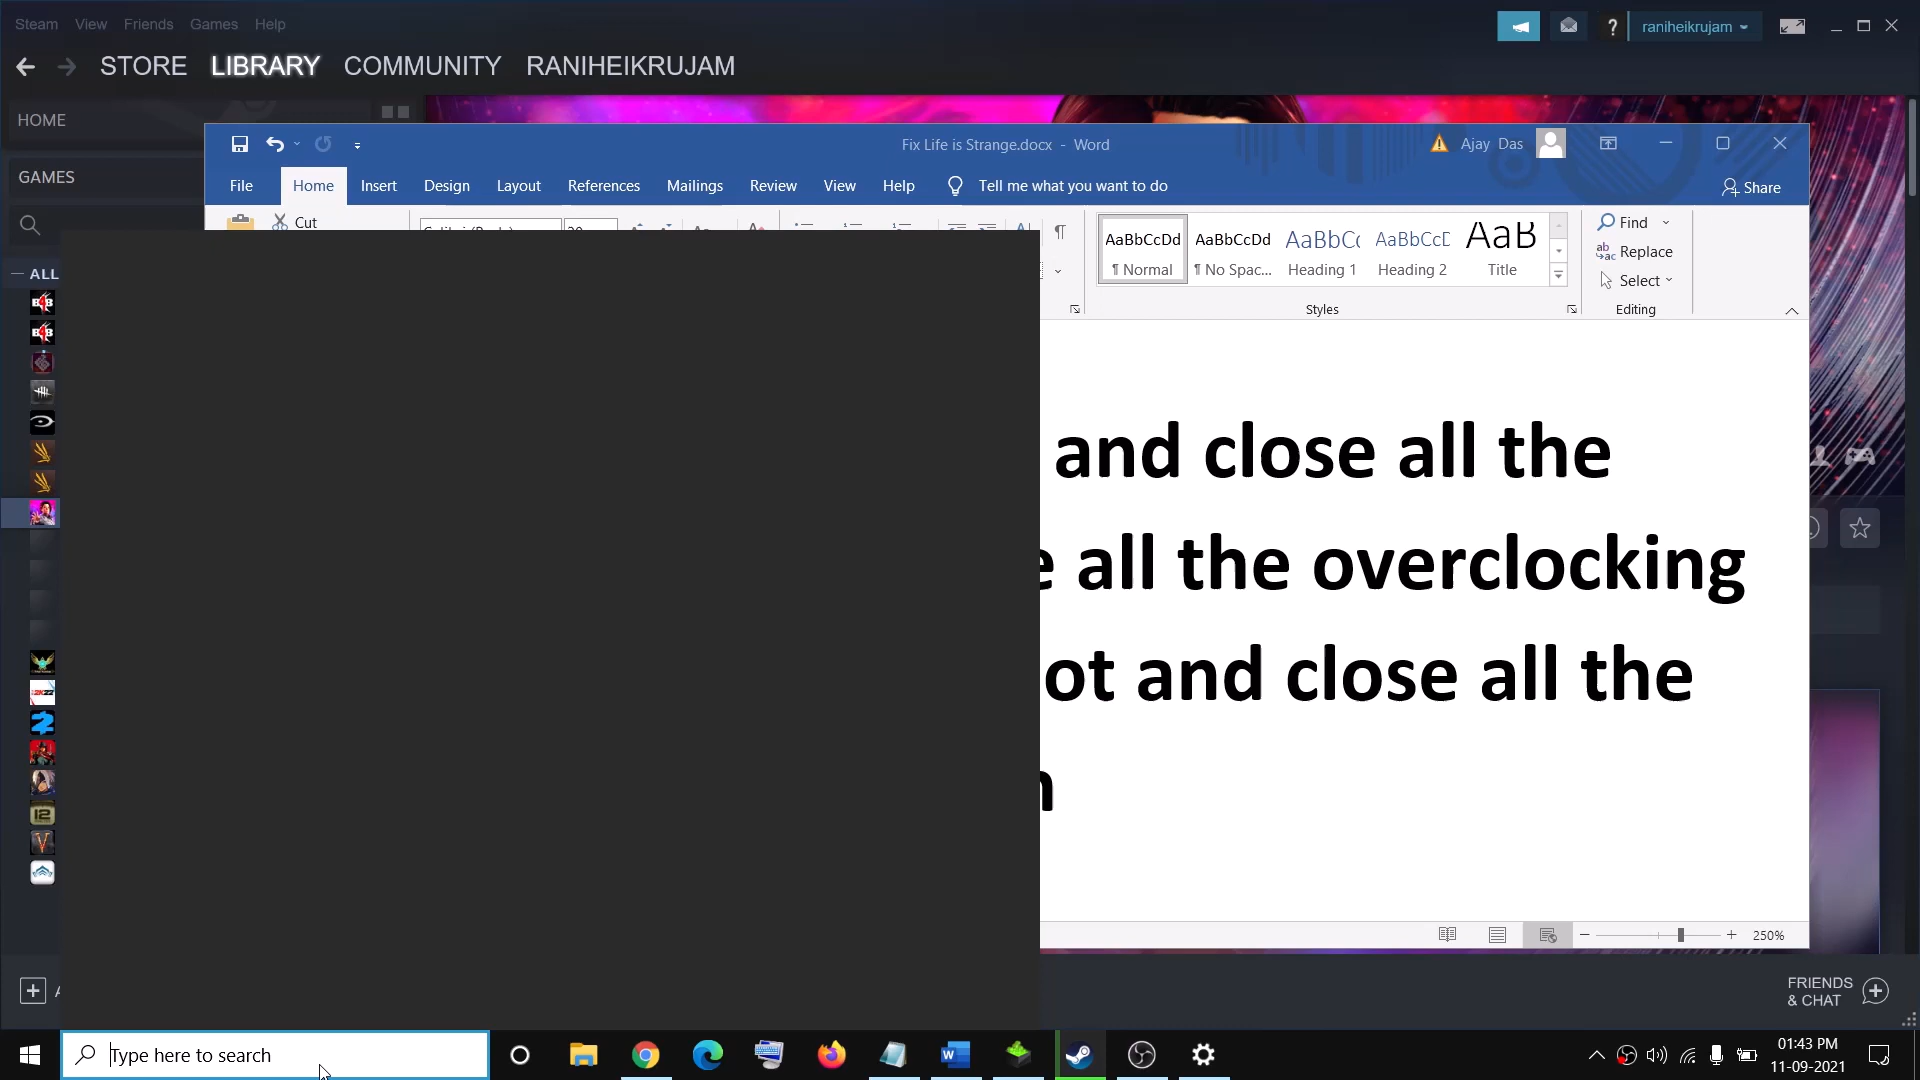 Steam View Friends Games Help
raniheikrujam
STORE LIBRARY COMMUNITY RANIHEIKRUJAM
HOME
Fix Life is Strange.docx - Word
Ajay Das
GAMES
File Home Insert Design Layout References Mailings Review View Help Tell me what you want to do
Share
Cut
AaBbCcDd AaBbCcDd AaBbC AaBbCcD AaB
¶ Normal ¶ No Spac... Heading 1 Heading 2 Title
Find
Replace
Select
Styles
Editing
ALL
and close all the
e all the overclocking
ot and close all the
n
250%
FRIENDS
& CHAT
Type here to search
01:43 PM
11-09-2021